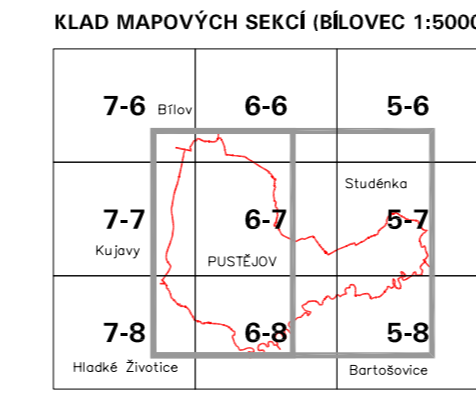 KLAD MAPOVÝCH SEKCÍ (BÍLOVEC 1:5000
7-6 Bílov 6-6 5-6
Studénka
7-7 6-7 5-7
Kujavy
PUSTĚJOV
7-8 6-8 5-8
Hladké Životice Bartošovice